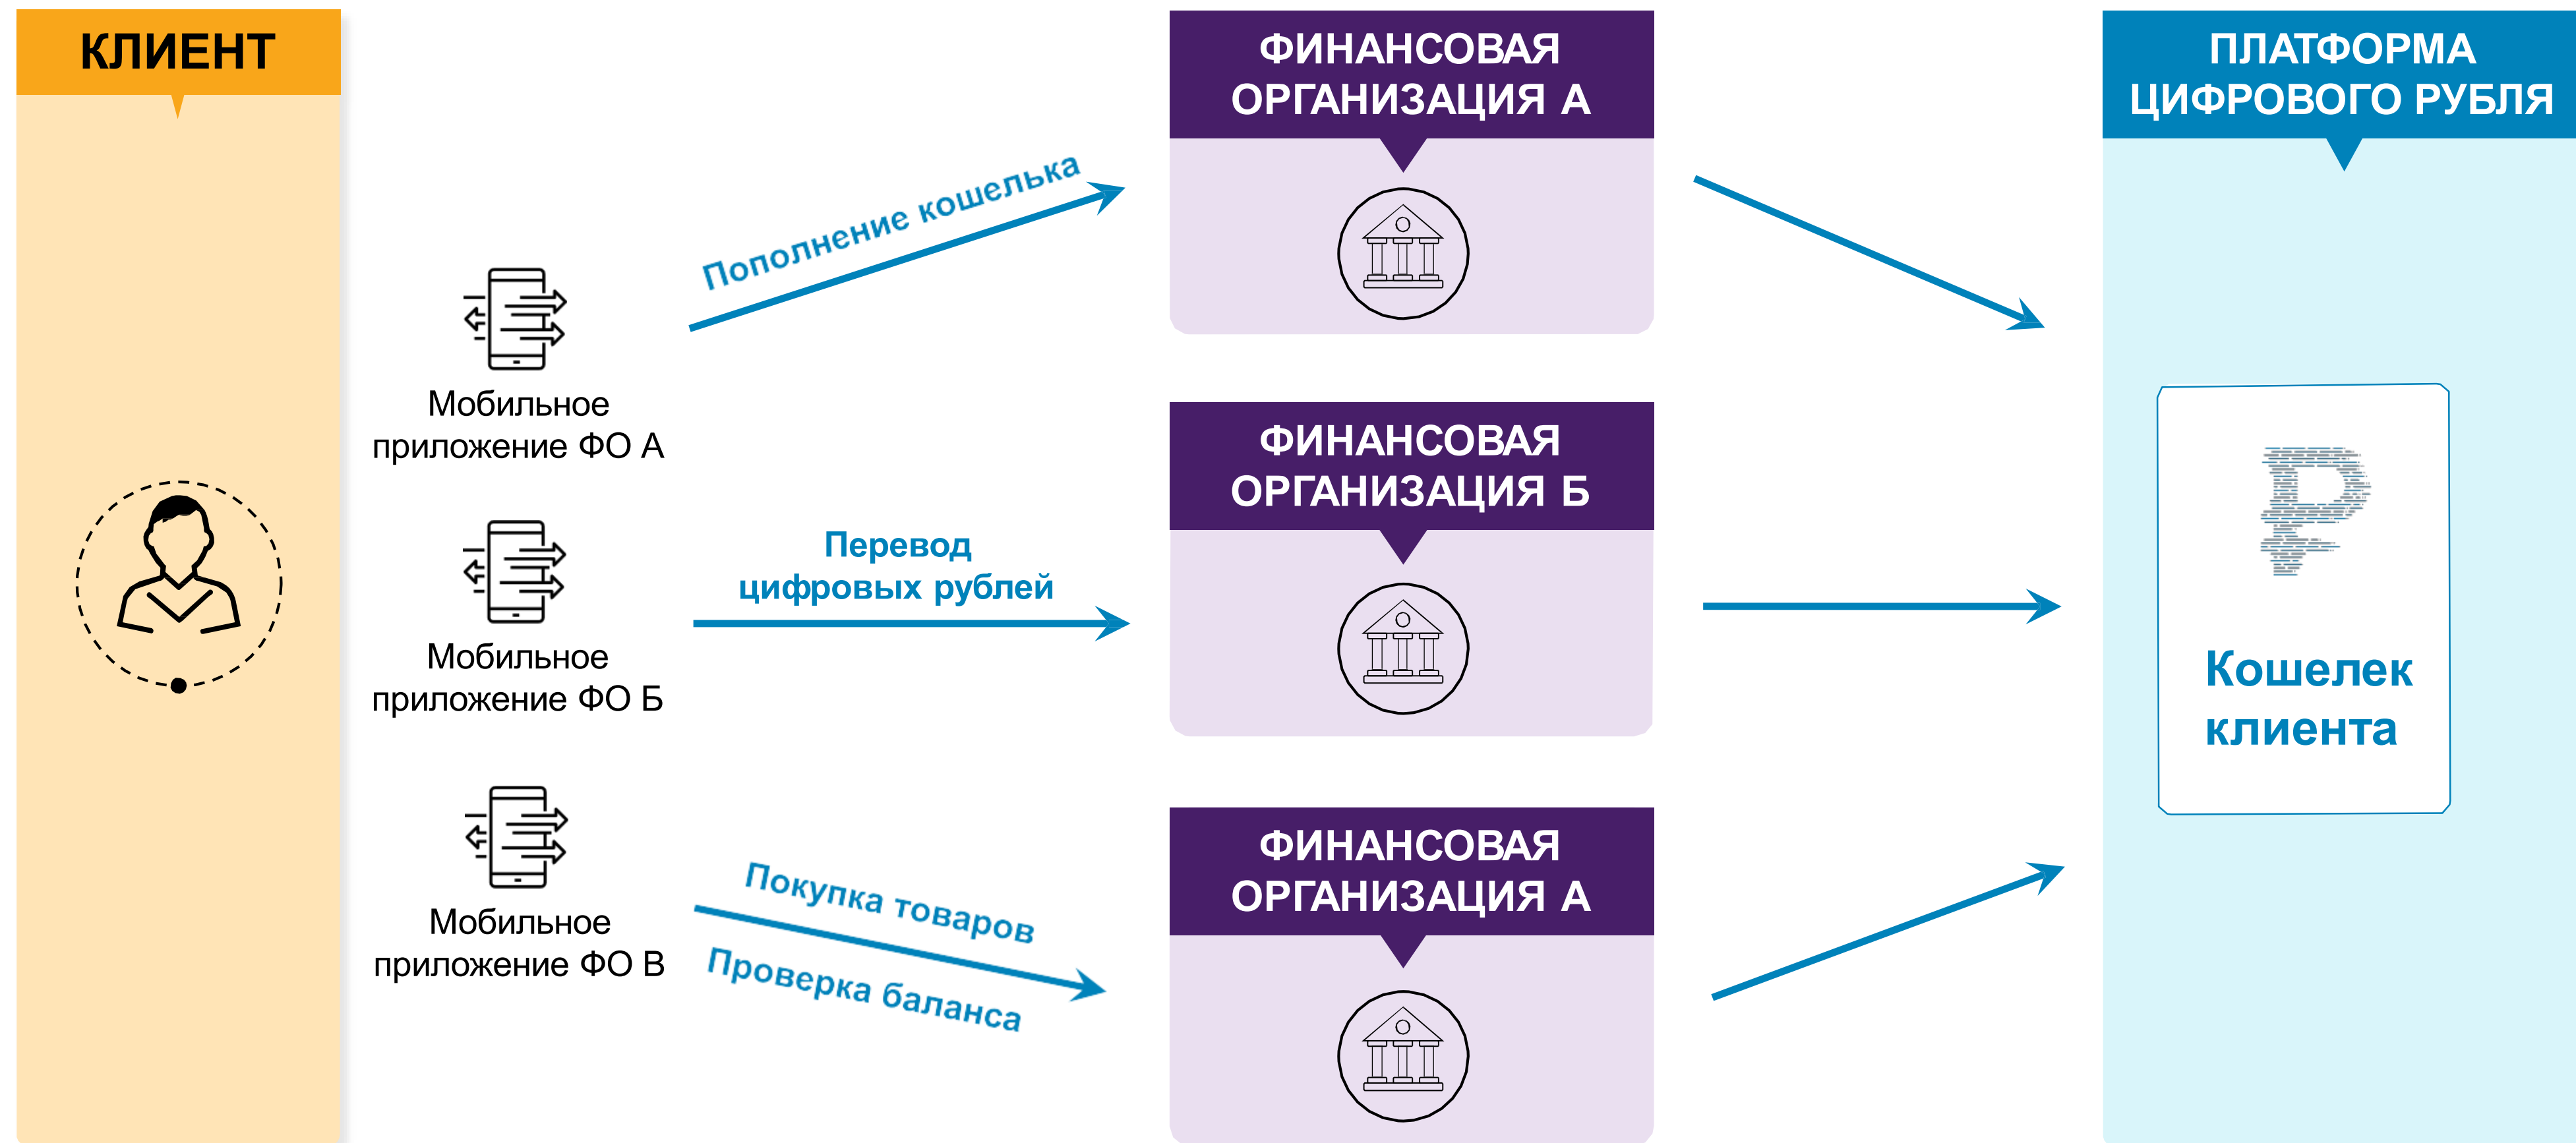 КЛИЕНТ
Мобильное
приложение ФО А
Мобильное
приложение ФО Б
Мобильное
приложение ФО В
Пополнение кошелька
Перевод
цифровых рублей
Покупка товаров
Проверка баланса
ФИНАНСОВАЯ
ОРГАНИЗАЦИЯ А
ФИНАНСОВАЯ
ОРГАНИЗАЦИЯ Б
ФИНАНСОВАЯ
ОРГАНИЗАЦИЯ А
ПЛАТФОРМА
ЦИФРОВОГО РУБЛЯ
Кошелек
клиента